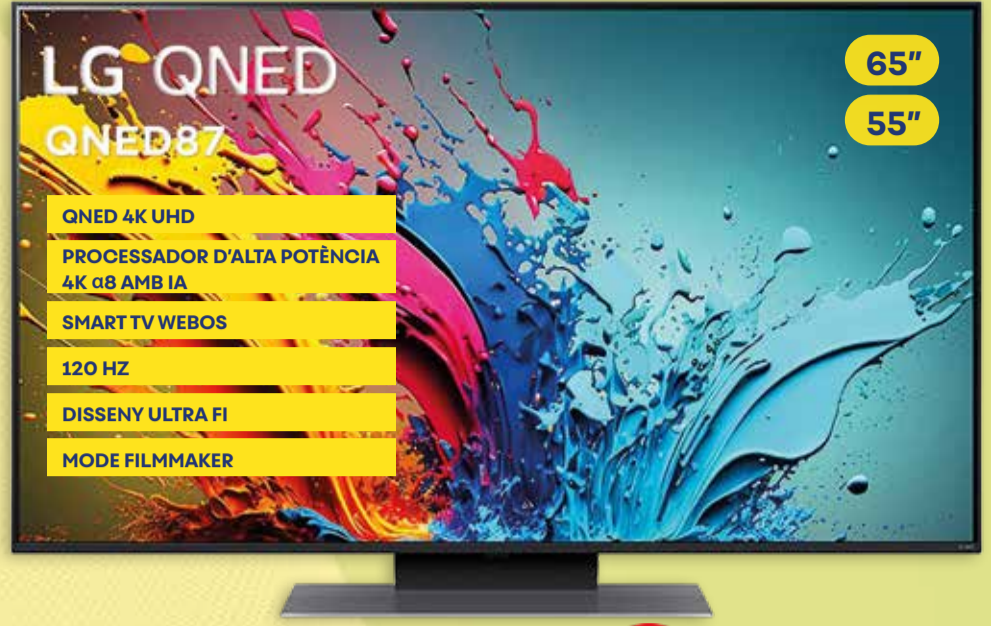 LG QNED
QNED87
65"
55"
QNED 4K UHD
PROCESSADOR D'ALTA POTÈNCIA
4K α8 AMB IA
SMART TV WEBOS
120 HZ
DISSENY ULTRA FI
MODE FILMMAKER